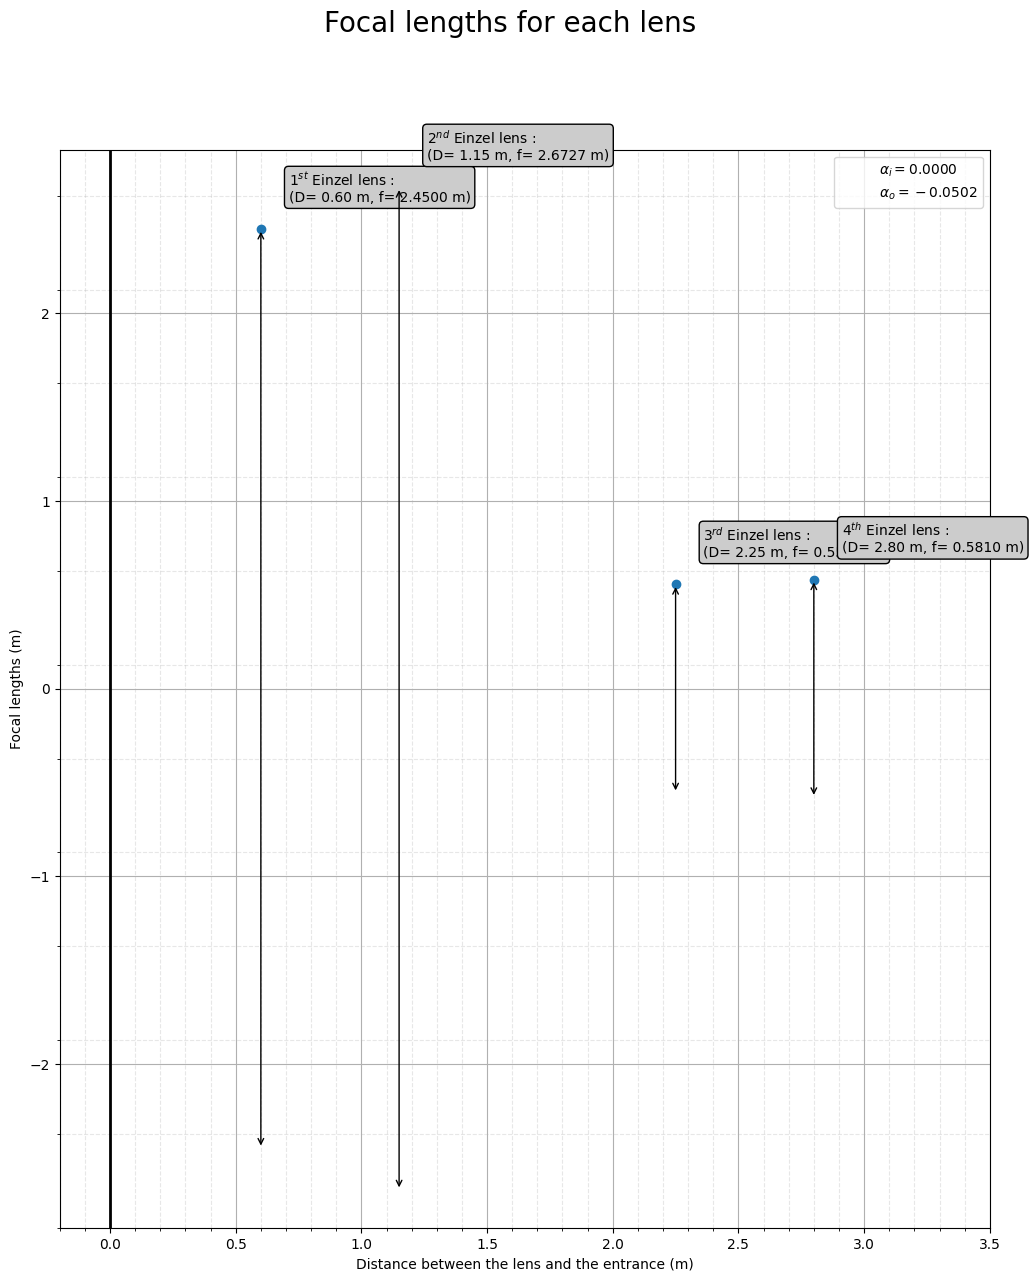 Focal lengths for each lens
2nd Einzel lens :
(D= 1.15 m, f= 2.6727 m)
1st Einzel lens :
(D= 0.60 m, f= 2.4500 m)
αi = 0.0000
αo = −0.0502
3rd Einzel lens :
(D= 2.25 m, f=
4th Einzel lens :
(D= 2.80 m, f= 0.5810 m)
2
1
0
−1
−2
Focal lengths (m)
0.0 0.5 1.0 1.5 2.0 2.5 3.0 3.5
Distance between the lens and the entrance (m)